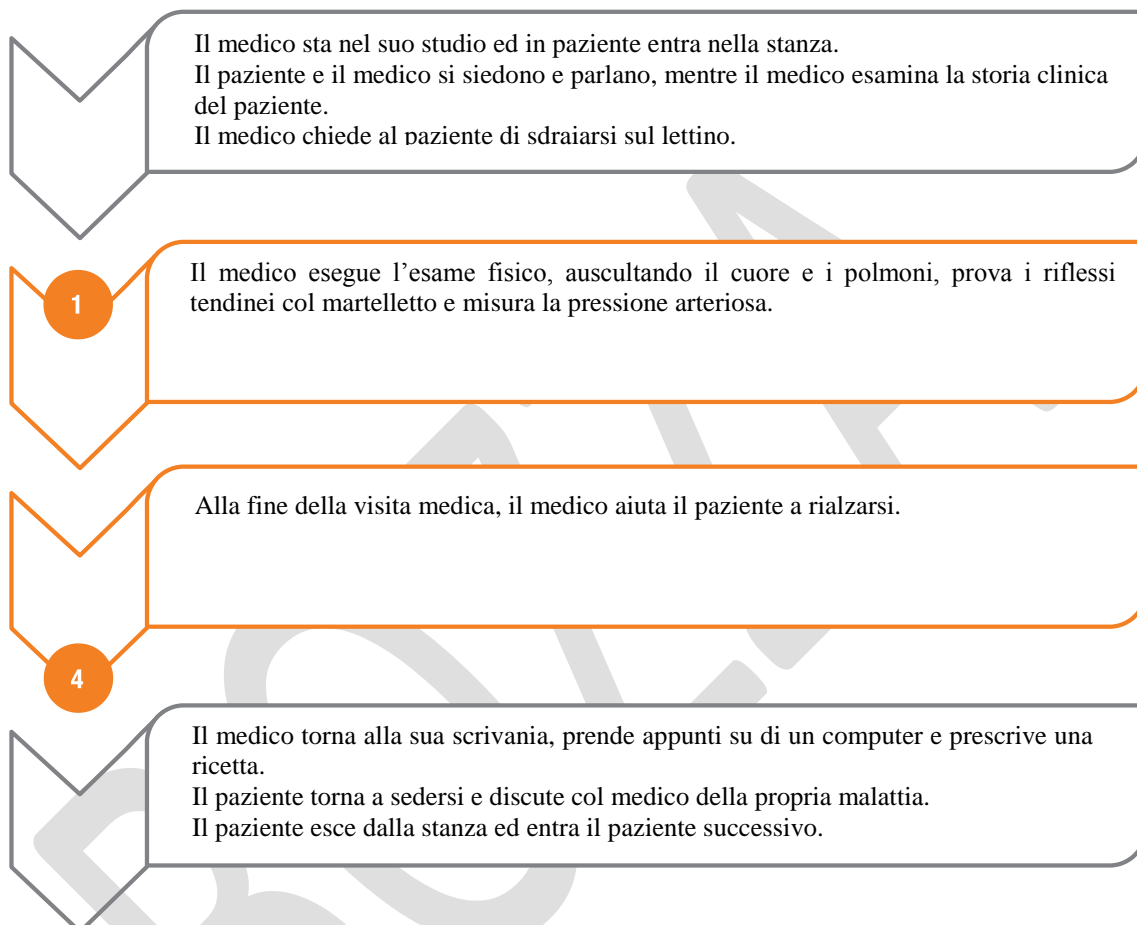 Il medico sta nel suo studio ed in paziente entra nella stanza.
Il paziente e il medico si siedono e parlano, mentre il medico esamina la storia clinica
del paziente.
Il medico chiede al paziente di sdraiarsi sul lettino.
1
Il medico esegue l’esame fisico, auscultando il cuore e i polmoni, prova i riflessi
tendinei col martelletto e misura la pressione arteriosa.
Alla fine della visita medica, il medico aiuta il paziente a rialzarsi.
4
Il medico torna alla sua scrivania, prende appunti su di un computer e prescrive una
ricetta.
Il paziente torna a sedersi e discute col medico della propria malattia.
Il paziente esce dalla stanza ed entra il paziente successivo.